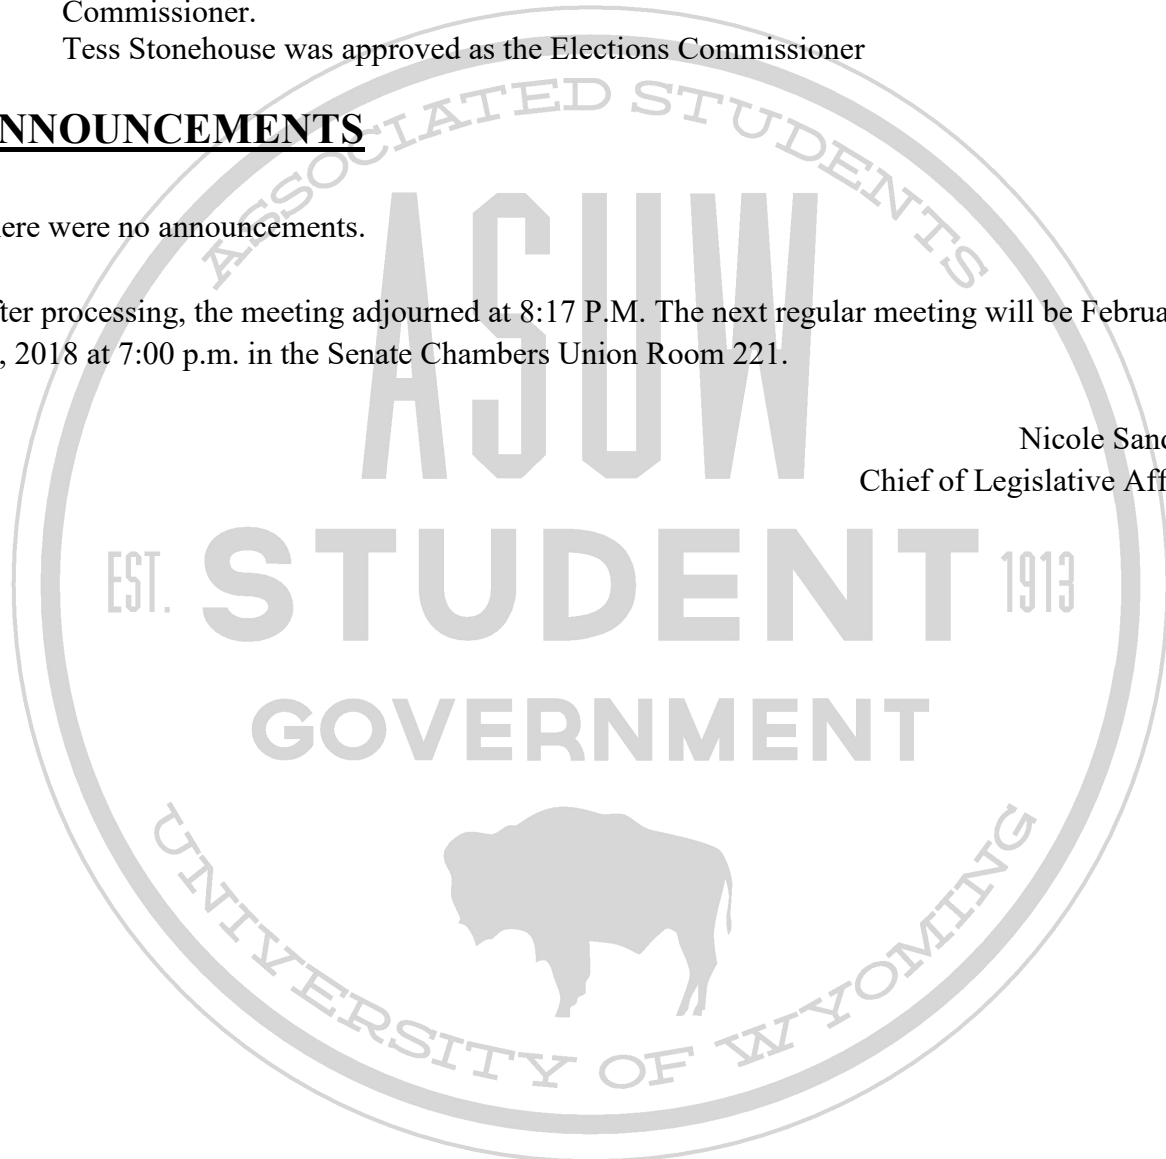 Commissioner.
Tess Stonehouse was approved as the Elections Commissioner
NNOUNCEMENTS
ere were no announcements.
ter processing, the meeting adjourned at 8:17 P.M. The next regular meeting will be Februa
, 2018 at 7:00 p.m. in the Senate Chambers Union Room 221.
Nicole Sand
Chief of Legislative Aff
ASSOCIATED STUDENTS
ASUW
EST. STUDENT 1913
GOVERNMENT
UNIVERSITY OF WYOMING